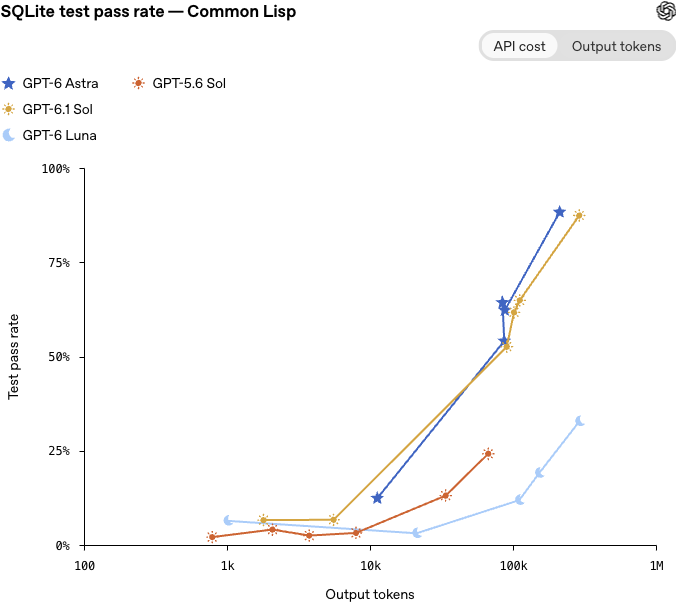 SQLite test pass rate — Common Lisp
API cost Output tokens
GPT-6 Astra GPT-5.6 Sol
GPT-6.1 Sol
GPT-6 Luna
100%
75%
50%
25%
0%
Test pass rate
100 1k 10k 100k 1M
Output tokens